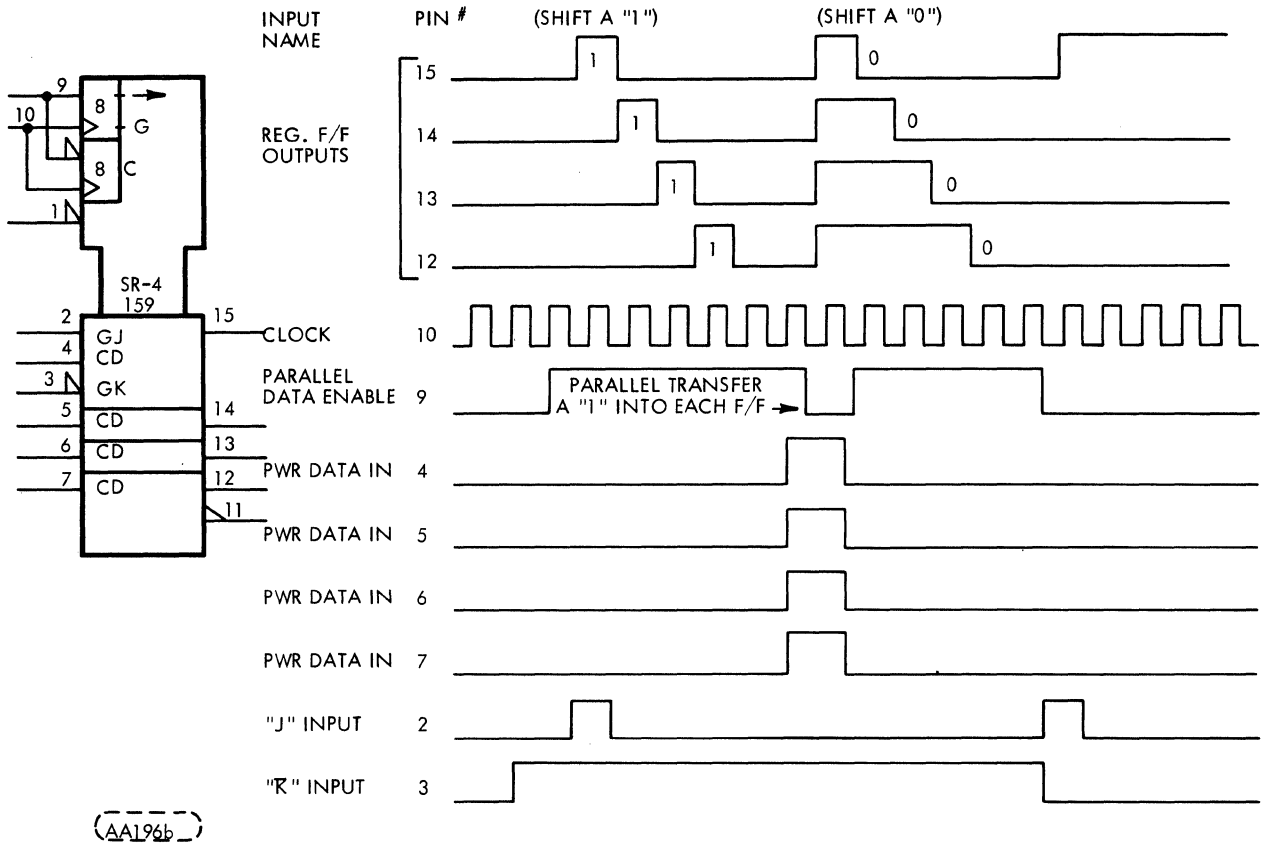 INPUT NAME
PIN #
(SHIFT A "1")
(SHIFT A "0")
15
1
0
REG. F/F OUTPUTS
14
1
0
13
1
0
12
1
0
CLOCK
10
PARALLEL DATA ENABLE
9
PARALLEL TRANSFER
A "1" INTO EACH F/F
PWR DATA IN
4
PWR DATA IN
5
PWR DATA IN
6
PWR DATA IN
7
"J" INPUT
2
"K̅" INPUT
3
9
8
10
G
8
C
1
SR-4
159
2
GJ
15
4
CD
3
GK
5
CD
14
6
CD
13
7
CD
12
11
AA196b